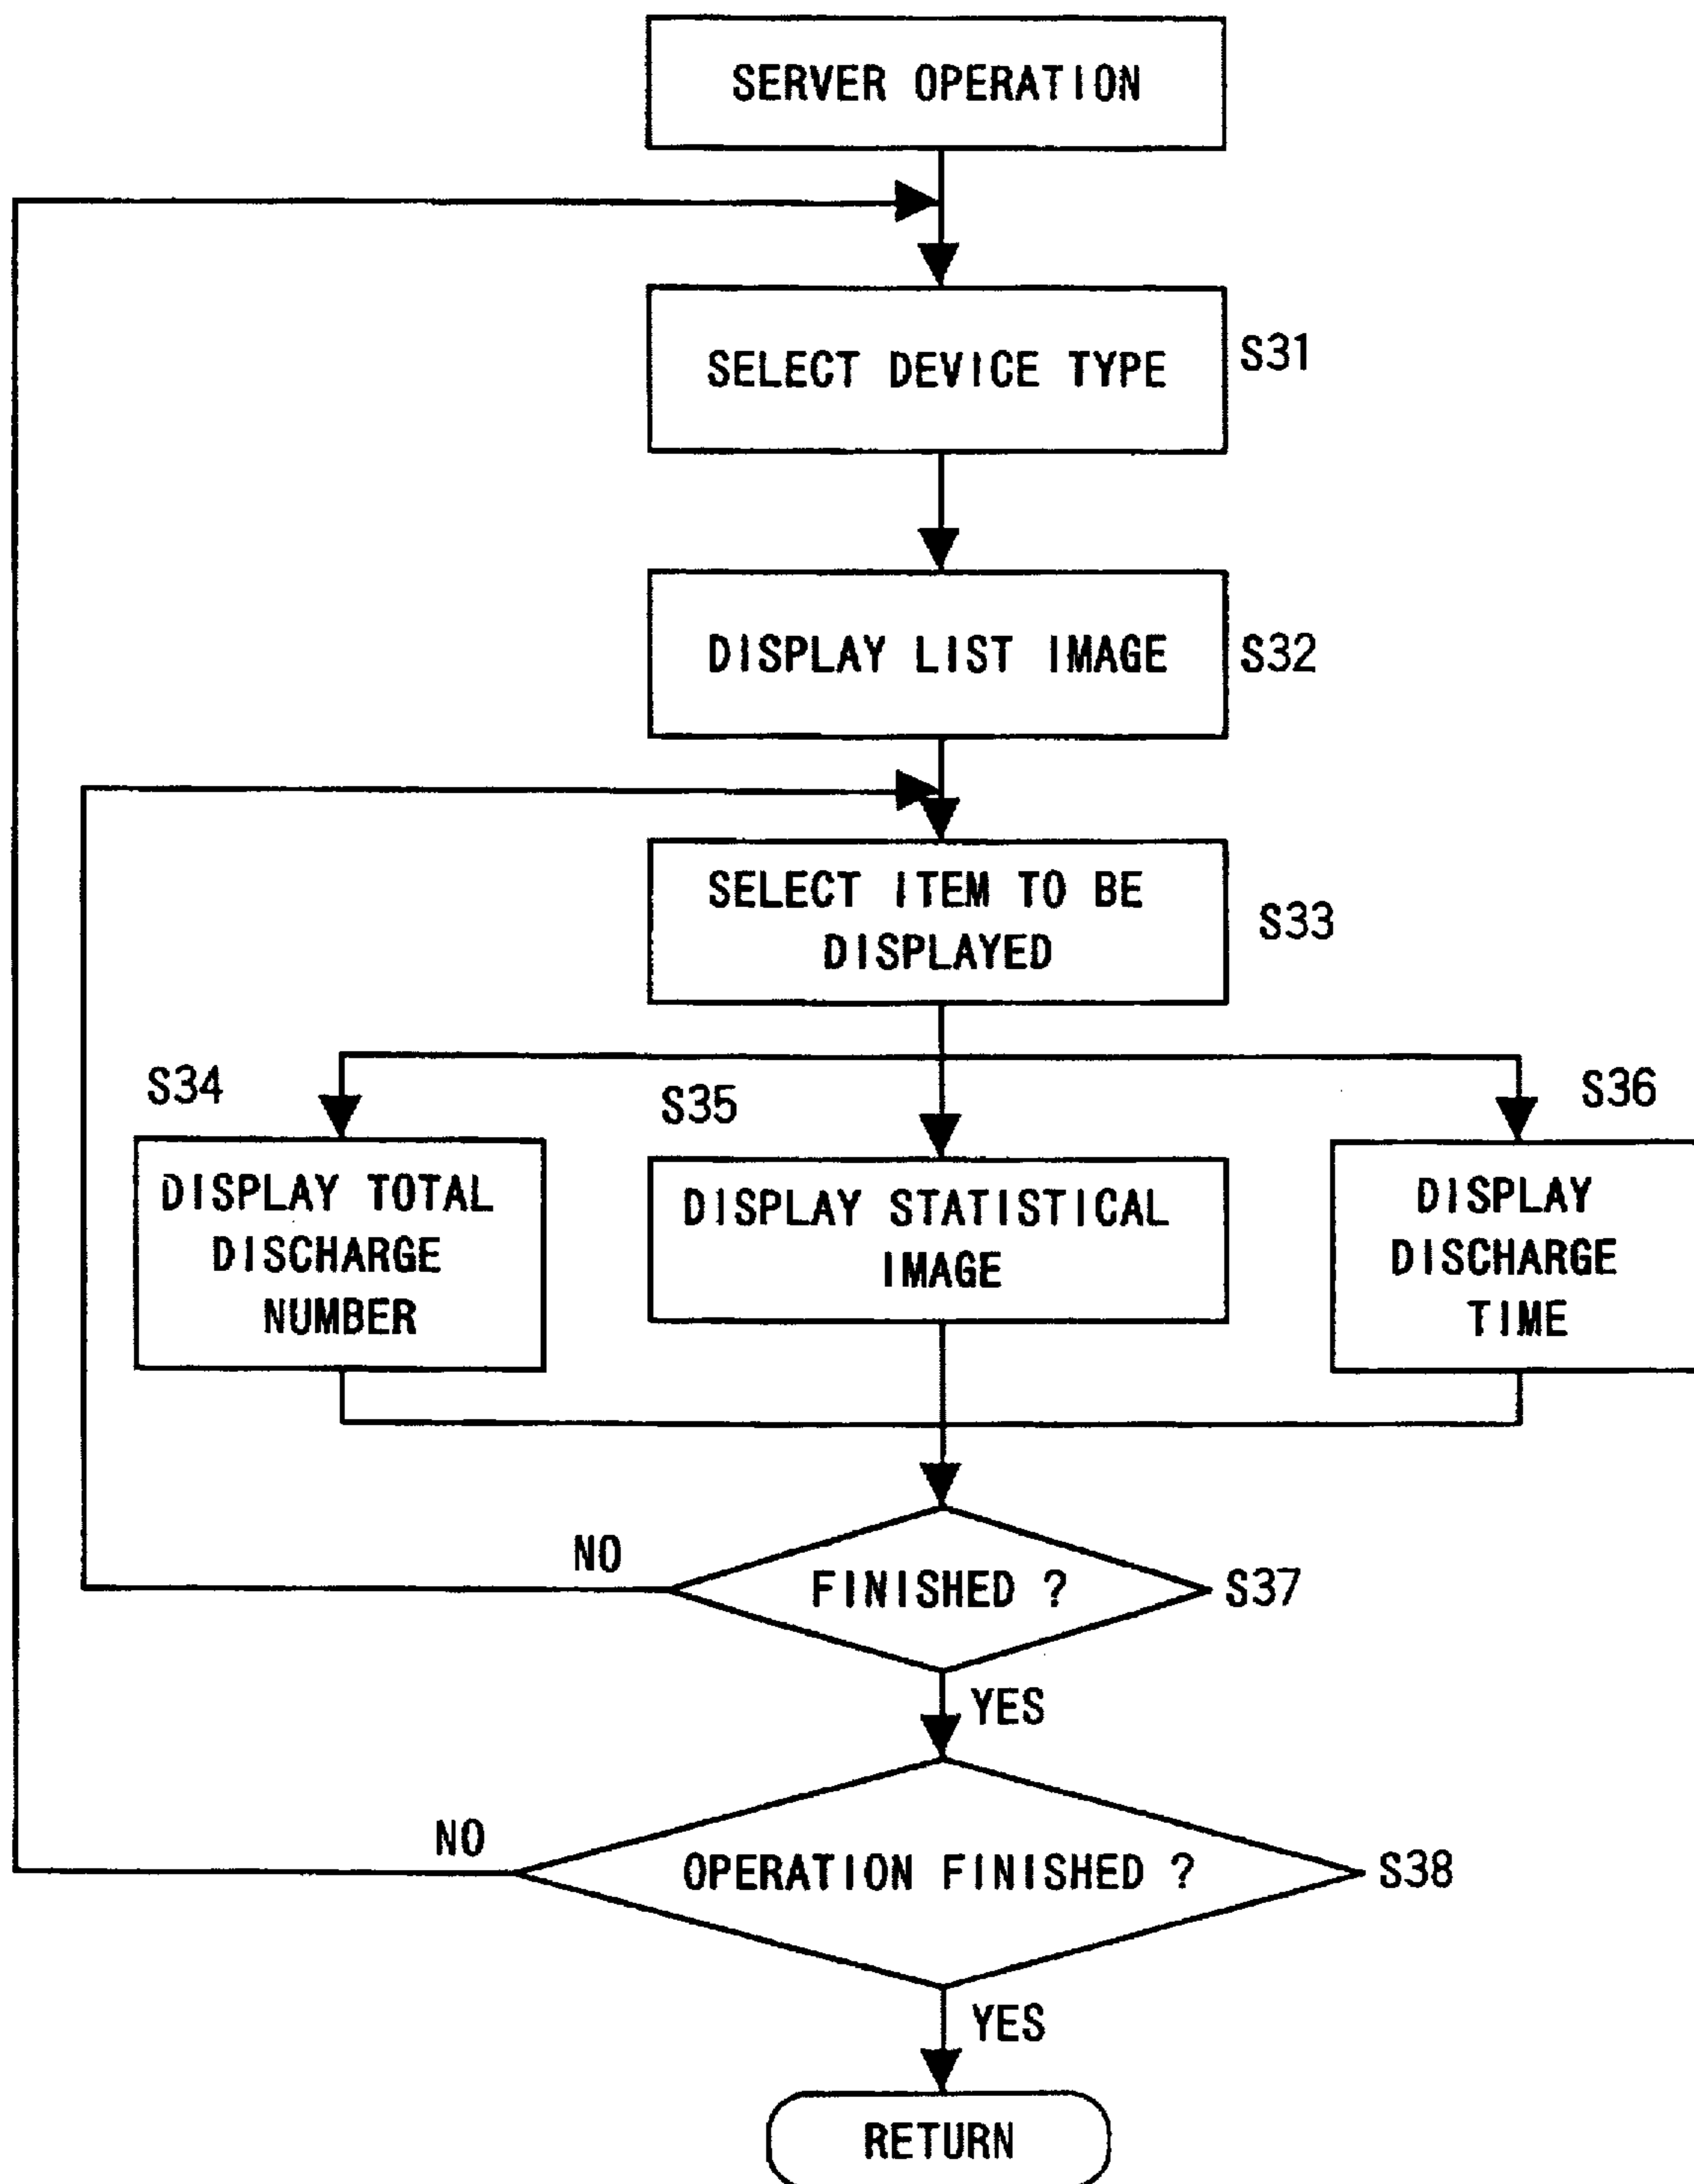 SERVER OPERATION
SELECT DEVICE TYPE
S31
DISPLAY LIST IMAGE
S32
SELECT ITEM TO BE
DISPLAYED
S33
S34
DISPLAY TOTAL
DISCHARGE
NUMBER
S35
DISPLAY STATISTICAL
IMAGE
S36
DISPLAY
DISCHARGE
TIME
NO
FINISHED ?
S37
YES
NO
OPERATION FINISHED ?
S38
YES
RETURN